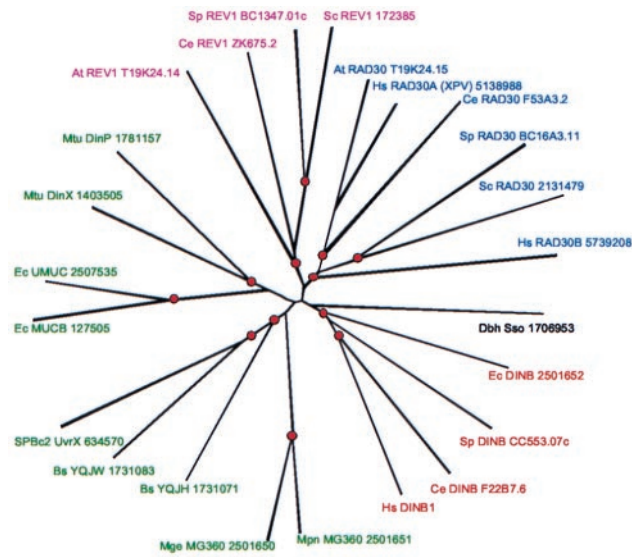 Sp REV1 BC1347.01c
Sc REV1 172385
Ce REV1 ZK675.2
At REV1 T19K24.14
At RAD30 T19K24.15
Hs RAD30A (XPV) 5138988
Ce RAD30 F53A3.2
Mtu DinP 1781157
Sp RAD30 BC16A3.11
Sc RAD30 2131479
Mtu DinX 1403505
Hs RAD30B 5739208
Ec UMUC 2507535
Ec MUCB 127505
Dbh Sso 1706953
Ec DINB 2501652
SPBc2 UvrX 634570
Sp DINB CC553.07c
Bs YQJW 1731083
Bs YQJH 1731071
Ce DINB F22B7.6
Hs DINB1
Mge MG360 2501650
Mpn MG360 2501651